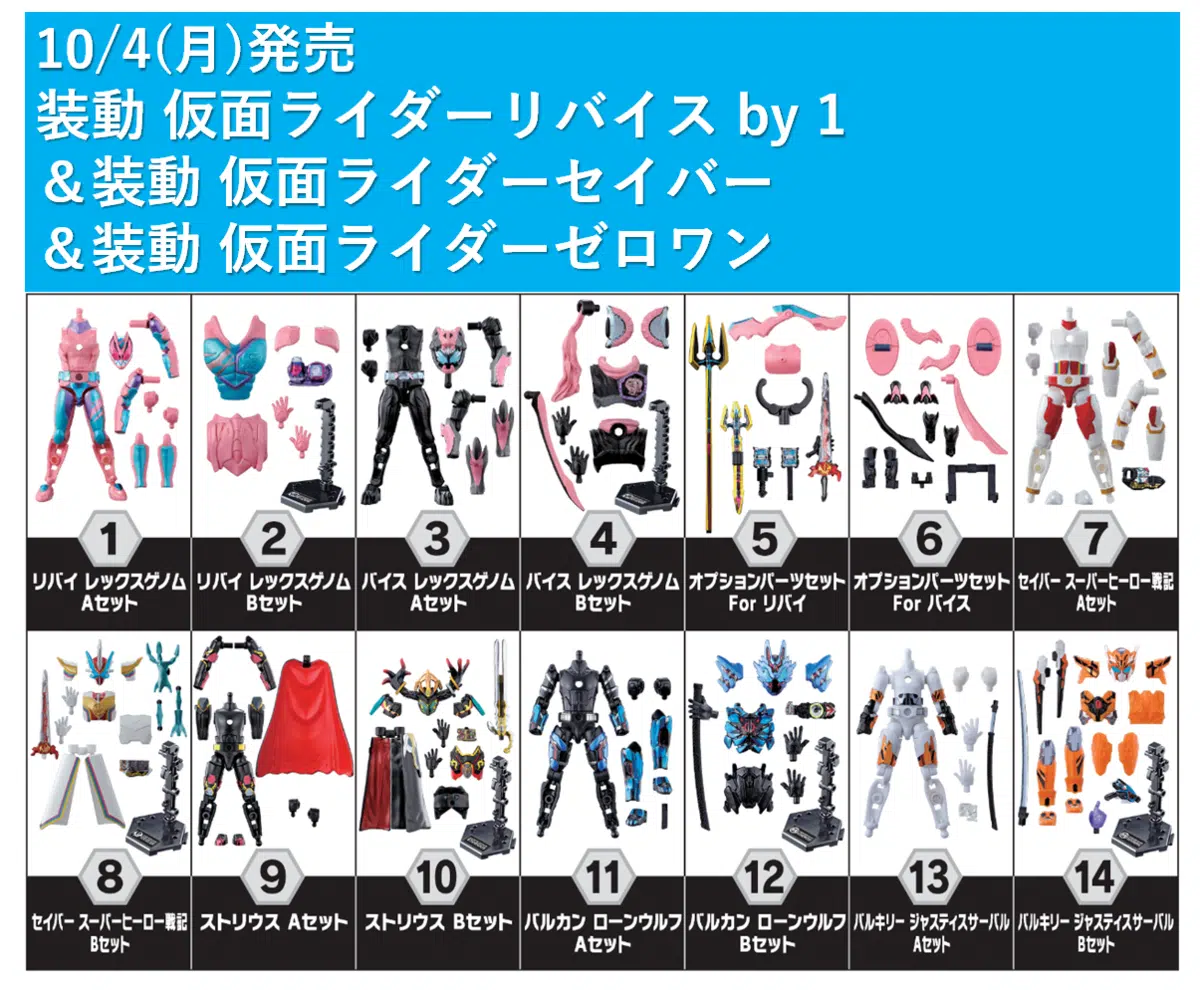 10/4(月)発売
装動 仮面ライダーリバイス by 1
＆装動 仮面ライダーセイバー
＆装動 仮面ライダーゼロワン
1
リバイ レックスゲノム
Aセット
2
リバイ レックスゲノム
Bセット
3
バイス レックスゲノム
Aセット
4
バイス レックスゲノム
Bセット
5
オプションパーツセット
For リバイ
6
オプションパーツセット
For バイス
7
セイバー スーパーヒーロー戦記
Aセット
8
セイバー スーパーヒーロー戦記
Bセット
9
ストリウス Aセット
10
ストリウス Bセット
11
バルカン ローンウルフ
Aセット
12
バルカン ローンウルフ
Bセット
13
バルキリー ジャスティスサーバル
Aセット
14
バルキリー ジャスティスサーバル
Bセット